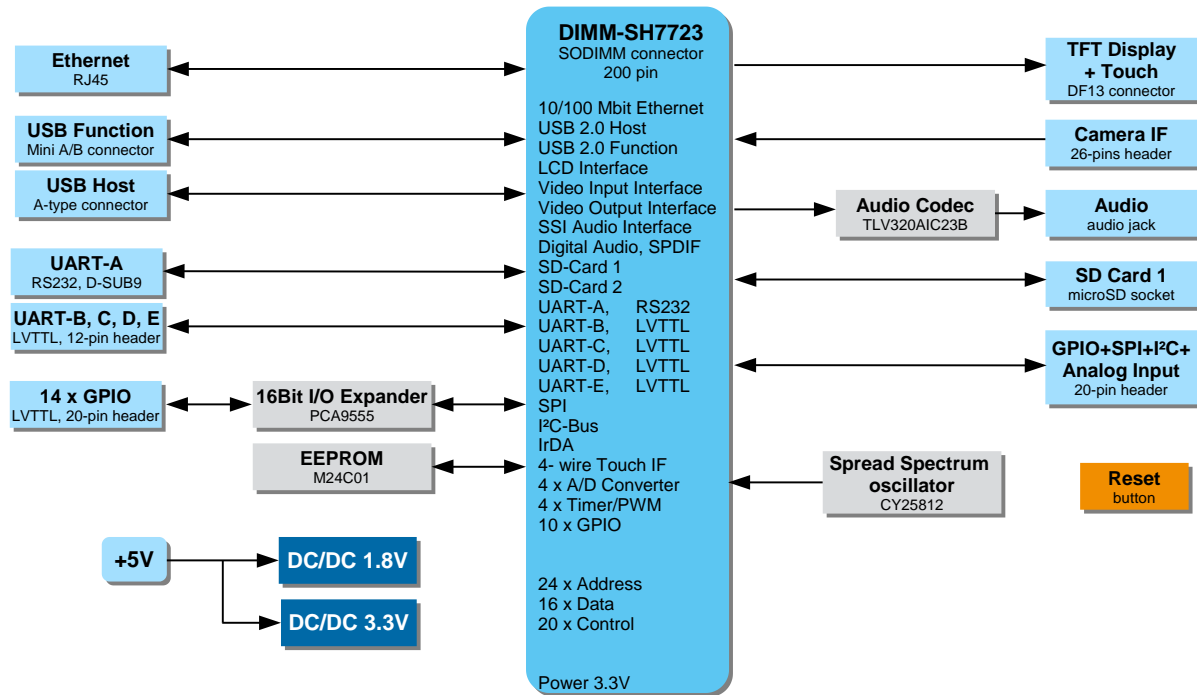 Ethernet
RJ45
USB Function
Mini A/B connector
USB Host
A-type connector
UART-A
RS232, D-SUB9
UART-B, C, D, E
LVTTL, 12-pin header
14 x GPIO
LVTTL, 20-pin header
16Bit I/O Expander
PCA9555
EEPROM
M24C01
+5V
DC/DC 1.8V
DC/DC 3.3V
DIMM-SH7723
SODIMM connector
200 pin
10/100 Mbit Ethernet
USB 2.0 Host
USB 2.0 Function
LCD Interface
Video Input Interface
Video Output Interface
SSI Audio Interface
Digital Audio, SPDIF
SD-Card 1
SD-Card 2
UART-A, RS232
UART-B, LVTTL
UART-C, LVTTL
UART-D, LVTTL
UART-E, LVTTL
SPI
I²C-Bus
IrDA
4- wire Touch IF
4 x A/D Converter
4 x Timer/PWM
10 x GPIO
24 x Address
16 x Data
20 x Control
Power 3.3V
TFT Display
+ Touch
DF13 connector
Camera IF
26-pins header
Audio Codec
TLV320AIC23B
Audio
audio jack
SD Card 1
microSD socket
GPIO+SPI+I²C+
Analog Input
20-pin header
Spread Spectrum
oscillator
CY25812
Reset
button